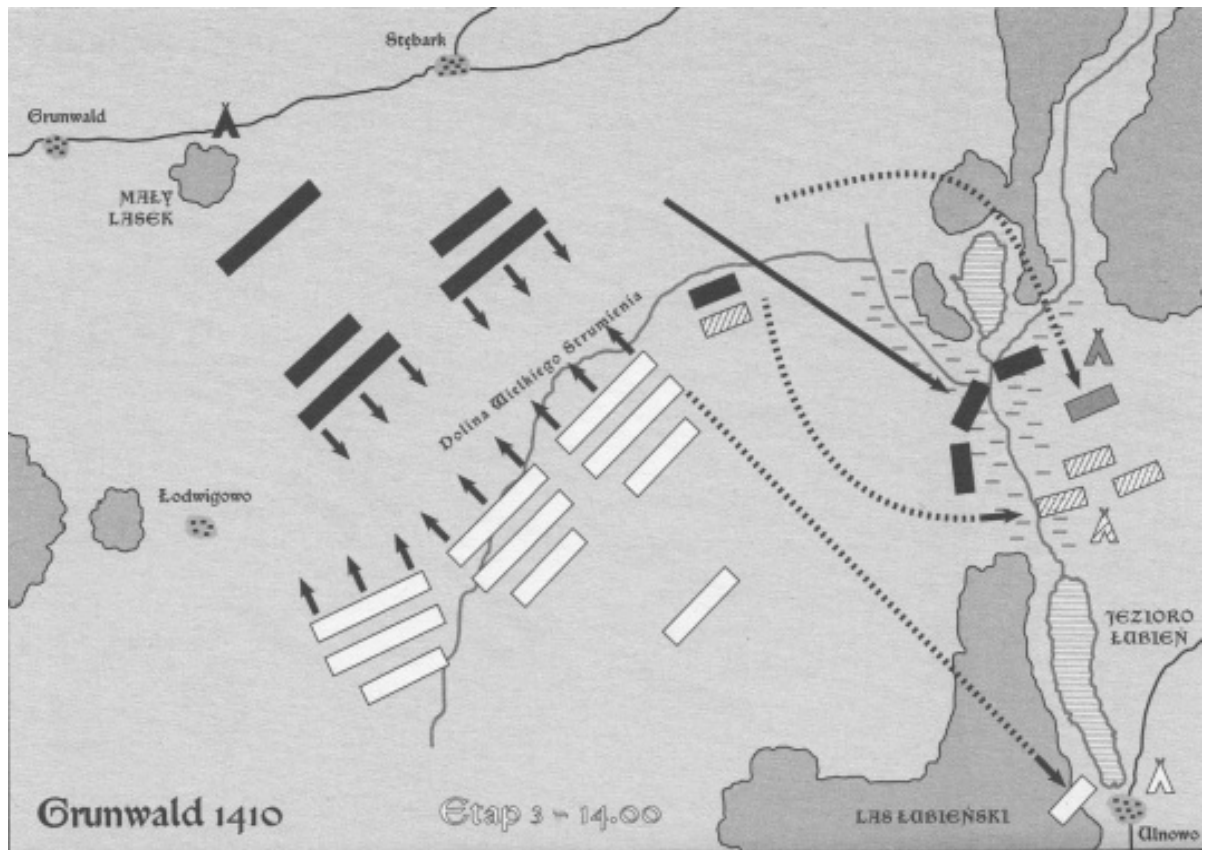 Stębark
Grunwald
MAŁY
LASEK
Dolina Wielkiego Strumienia
Łodwigowo
JEZIORO
ŁUBIEŃ
Grunwald 1410
Etap 3 - 14.00
LAS ŁUBIEŃSKI
Ulnowo